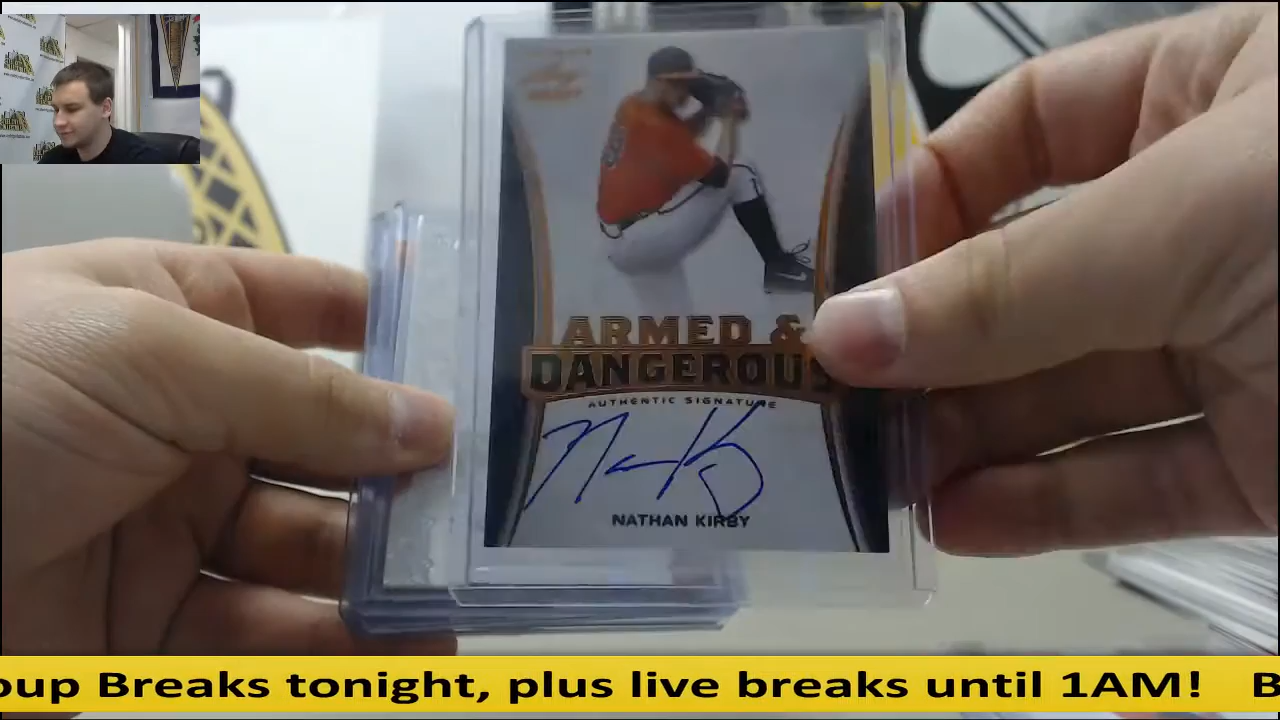 ARMED &
DANGEROUS
AUTHENTIC SIGNATURE
NATHAN KIRBY
oup Breaks tonight, plus live breaks until 1AM! B